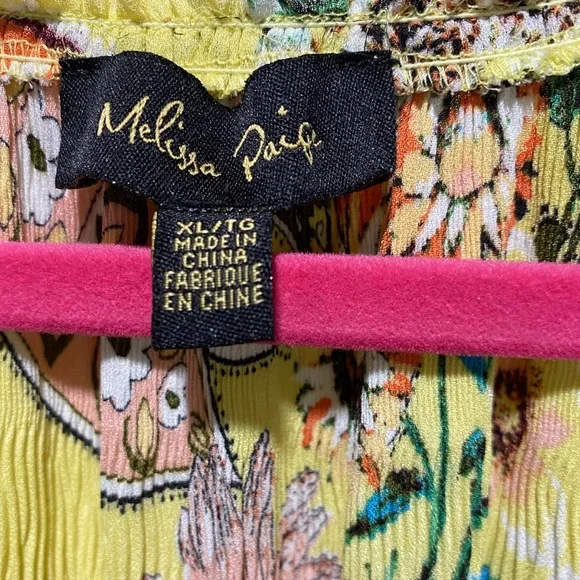 Melissa Paige
XL/TG
MADE IN
CHINA
FABRIQUE
EN CHINE